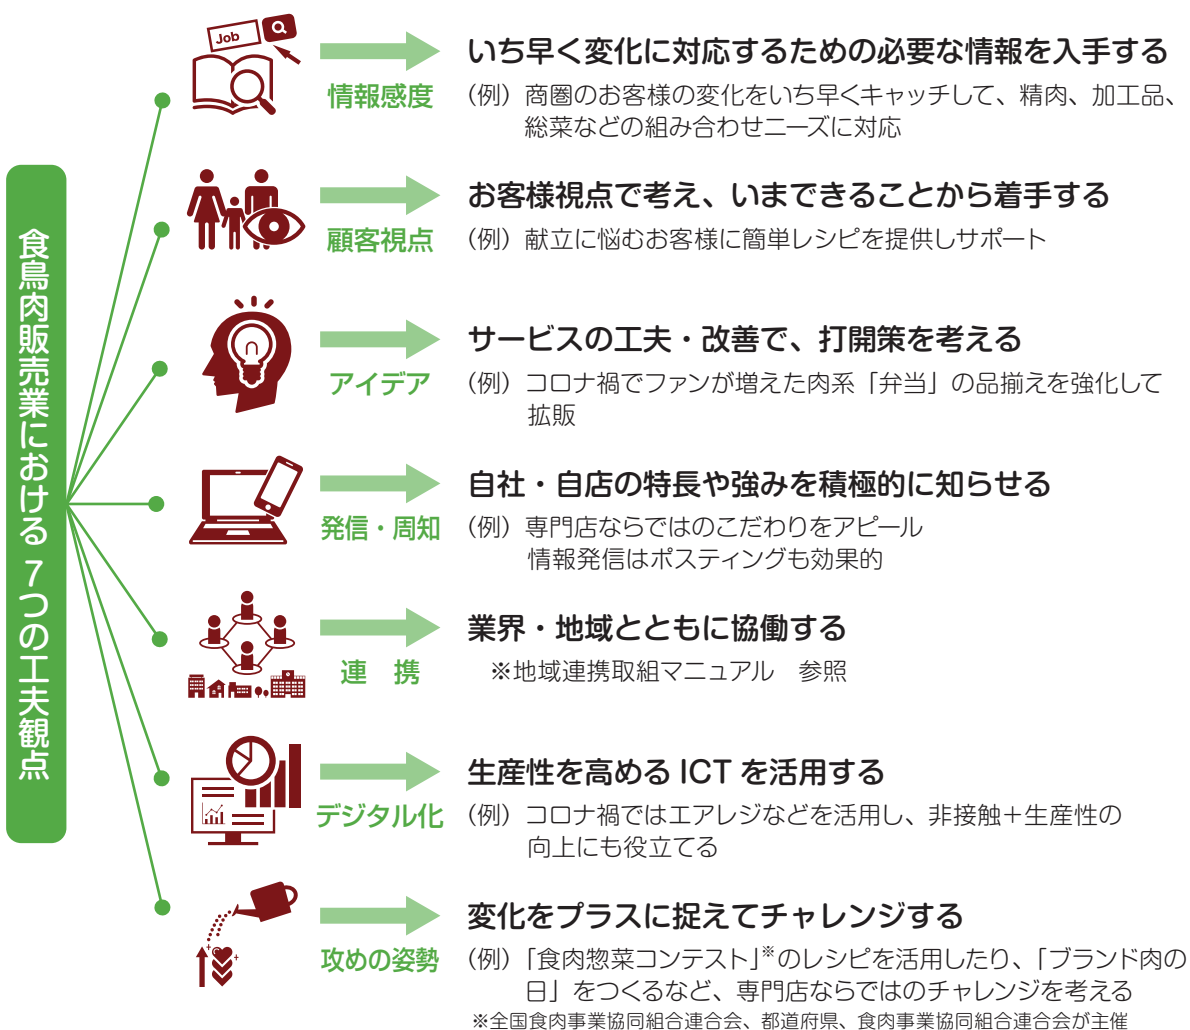 食鳥肉販売業における 7つの工夫観点
Job
情報感度
いち早く変化に対応するための必要な情報を入手する
（例）商圏のお客様の変化をいち早くキャッチして、精肉、加工品、
総菜などの組み合わせニーズに対応
顧客視点
お客様視点で考え、いまできることから着手する
（例）献立に悩むお客様に簡単レシピを提供しサポート
アイデア
サービスの工夫・改善で、打開策を考える
（例）コロナ禍でファンが増えた肉系「弁当」の品揃えを強化して
拡販
発信・周知
自社・自店の特長や強みを積極的に知らせる
（例）専門店ならではのこだわりをアピール
情報発信はポスティングも効果的
連　携
業界・地域とともに協働する
※地域連携取組マニュアル　参照
デジタル化
生産性を高める ICT を活用する
（例）コロナ禍ではエアレジなどを活用し、非接触＋生産性の
向上にも役立てる
攻めの姿勢
変化をプラスに捉えてチャレンジする
（例）「食肉惣菜コンテスト」※のレシピを活用したり、「ブランド肉の
日」をつくるなど、専門店ならではのチャレンジを考える
※全国食肉事業協同組合連合会、都道府県、食肉事業協同組合連合会が主催